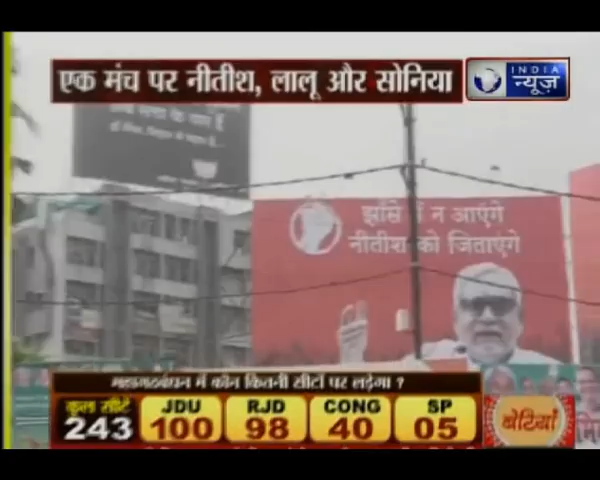 एक मंच पर नीतीश, लालू और सोनिया
INDIA
न्यूज़
झाँसे में न आएंगे
नीतीश को जिताएंगे
महागठबंधन में कौन कितनी सीटों पर लड़ेगा ?
कुल सीटें
243
JDU
100
RJD
98
CONG
40
SP
05
बेटियां